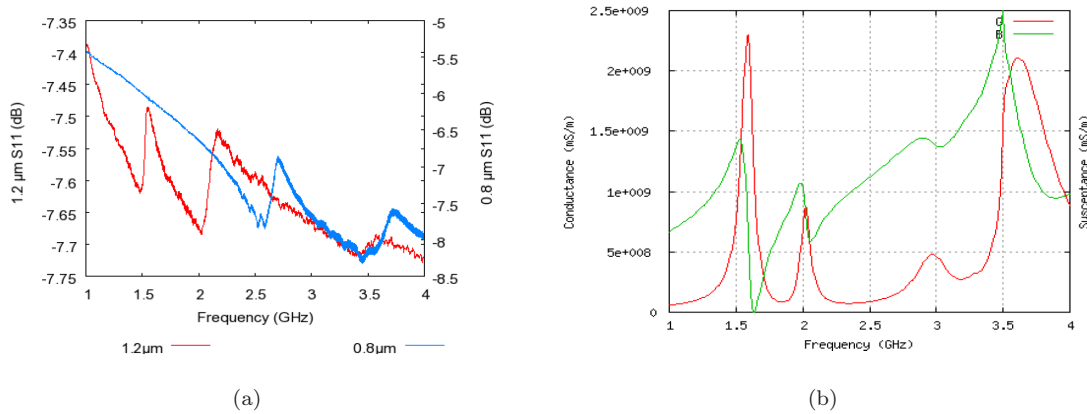 -7.35
-7.4
-7.45
-7.5
-7.55
-7.6
-7.65
-7.7
-7.75
1.2 µm S11 (dB)
-5
-5.5
-6
-6.5
-7
-7.5
-8
-8.5
0.8 µm S11 (dB)
1 1.5 2 2.5 3 3.5 4
Frequency (GHz)
1.2µm 0.8µm
(a)
2.5e+009
2e+009
1.5e+009
1e+009
5e+008
0
Conductance (mS/m)
G
B
Susceptance (mS/m)
1 1.5 2 2.5 3 3.5 4
Frequency (GHz)
(b)